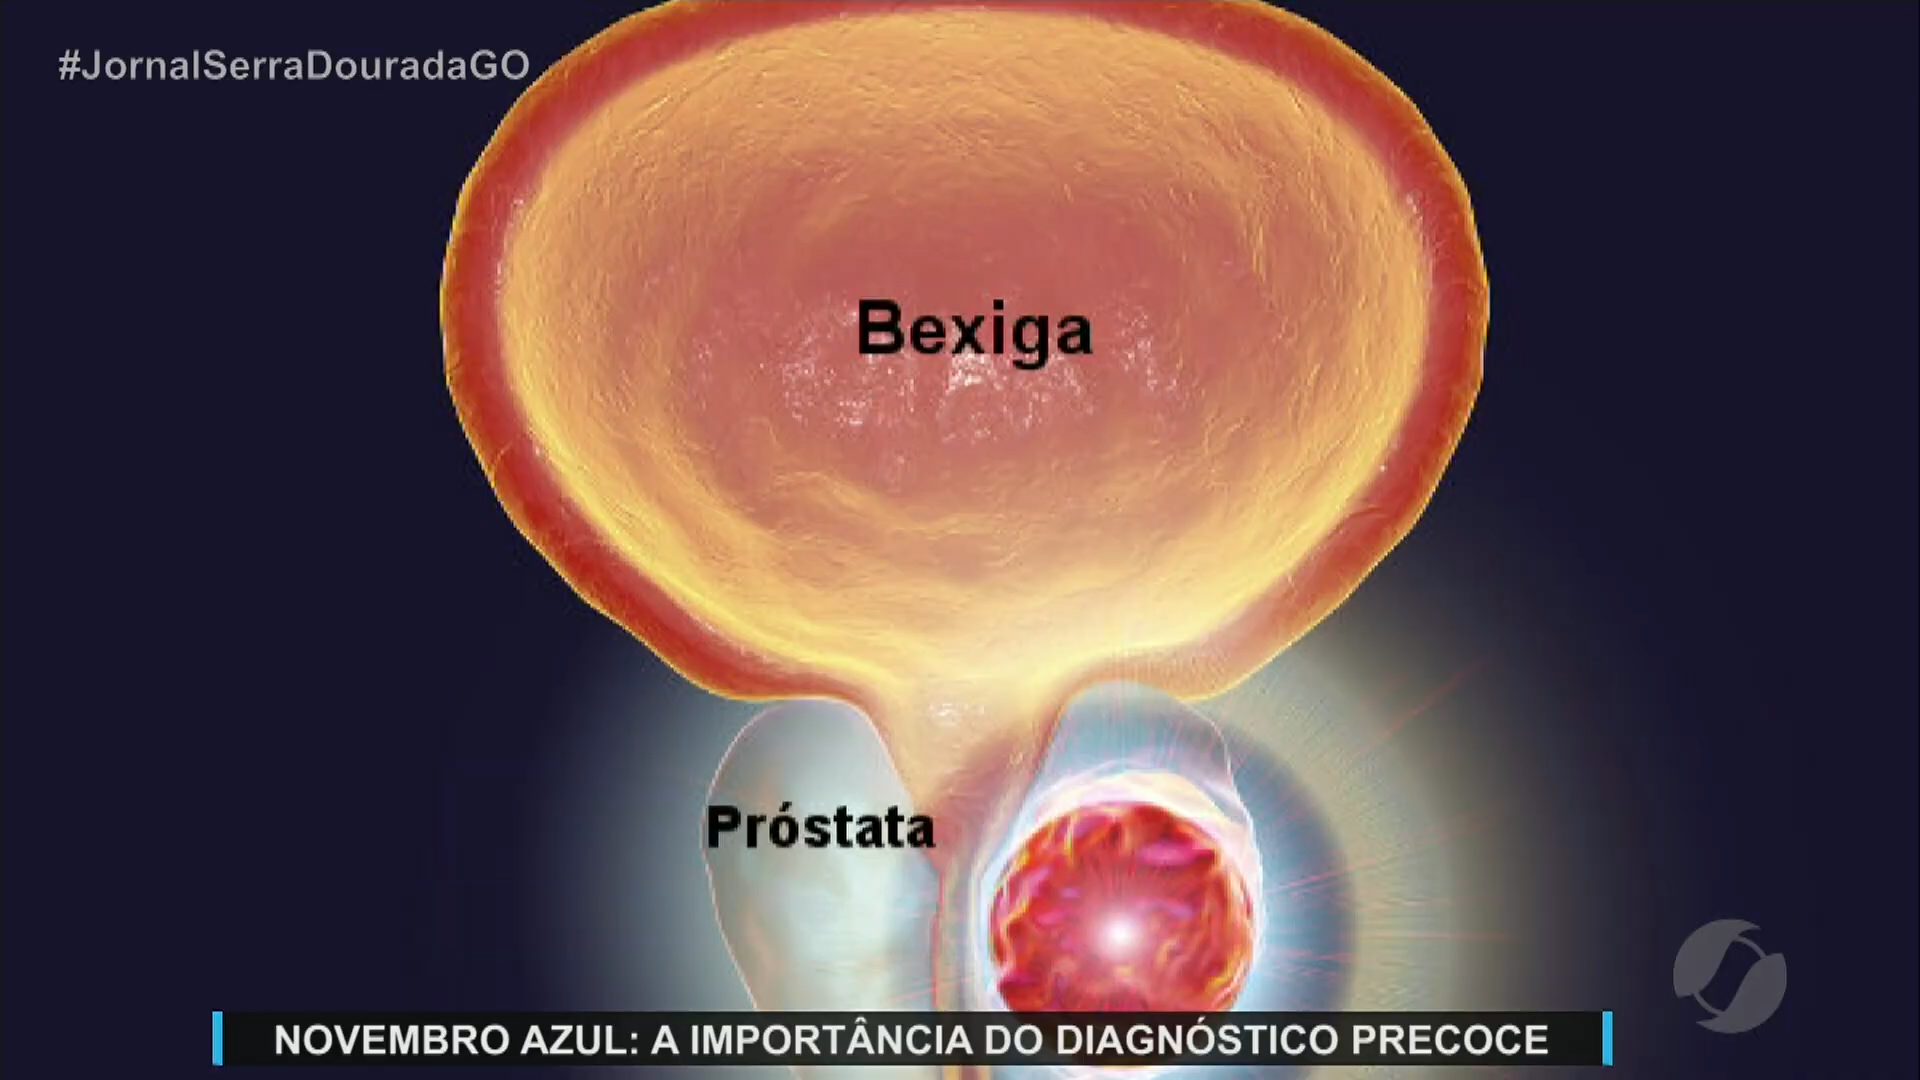 #JornalSerraDouradaGO
Bexiga
Próstata
NOVEMBRO AZUL: A IMPORTÂNCIA DO DIAGNÓSTICO PRECOCE